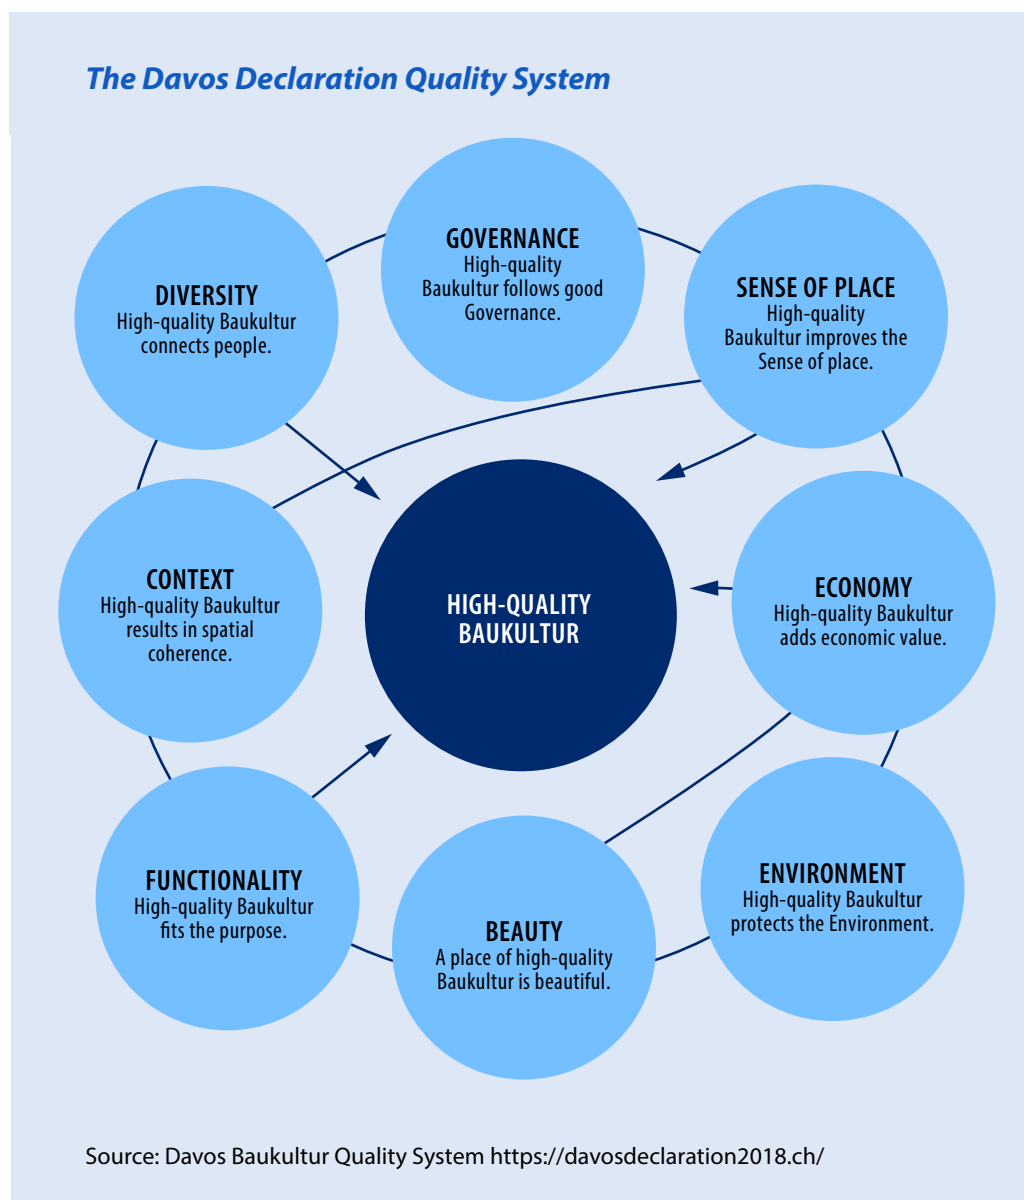 The Davos Declaration Quality System
GOVERNANCE
High-quality
Baukultur follows good
Governance.
DIVERSITY
High-quality Baukultur
connects people.
SENSE OF PLACE
High-quality
Baukultur improves the
Sense of place.
CONTEXT
High-quality Baukultur
results in spatial
coherence.
HIGH-QUALITY
BAUKULTUR
ECONOMY
High-quality Baukultur
adds economic value.
FUNCTIONALITY
High-quality Baukultur
fits the purpose.
BEAUTY
A place of high-quality
Baukultur is beautiful.
ENVIRONMENT
High-quality Baukultur
protects the Environment.
Source: Davos Baukultur Quality System https://davosdeclaration2018.ch/